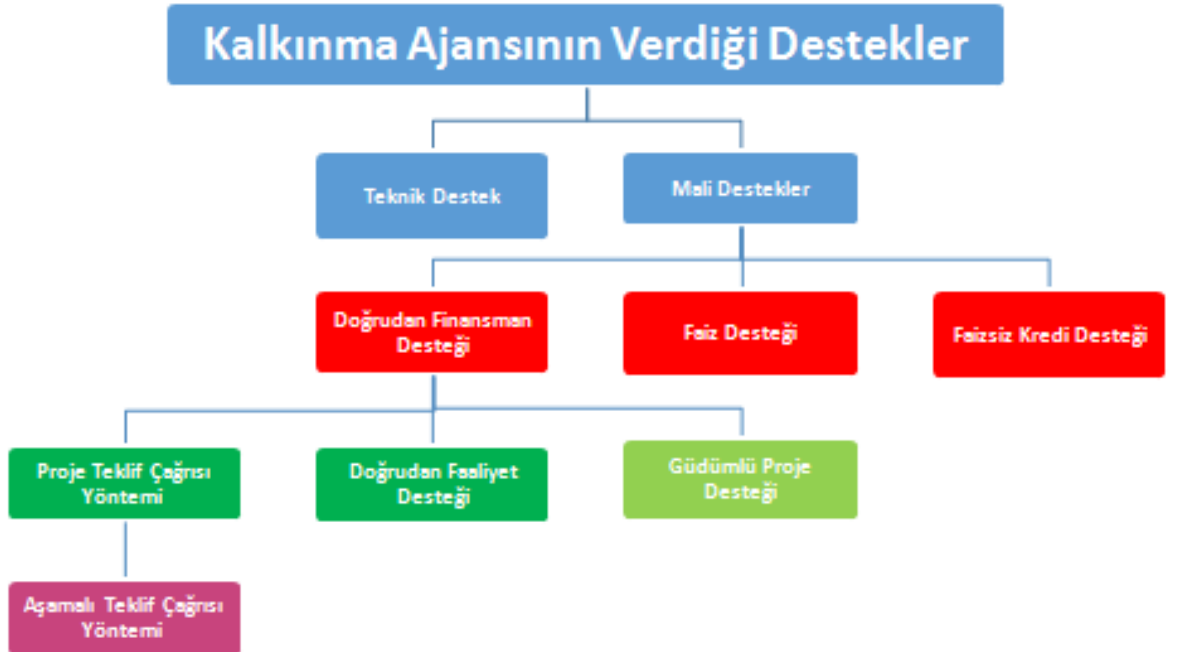 Kalkınma Ajansının Verdiği Destekler
Teknik Destek
Mali Destekler
Doğrudan Finansman
Desteği
Faiz Desteği
Faizsiz Kredi Desteği
Proje Teklif Çağrısı
Yöntemi
Doğrudan Faaliyet
Desteği
Güdümlü Proje
Desteği
Aşamalı Teklif Çağrısı
Yöntemi